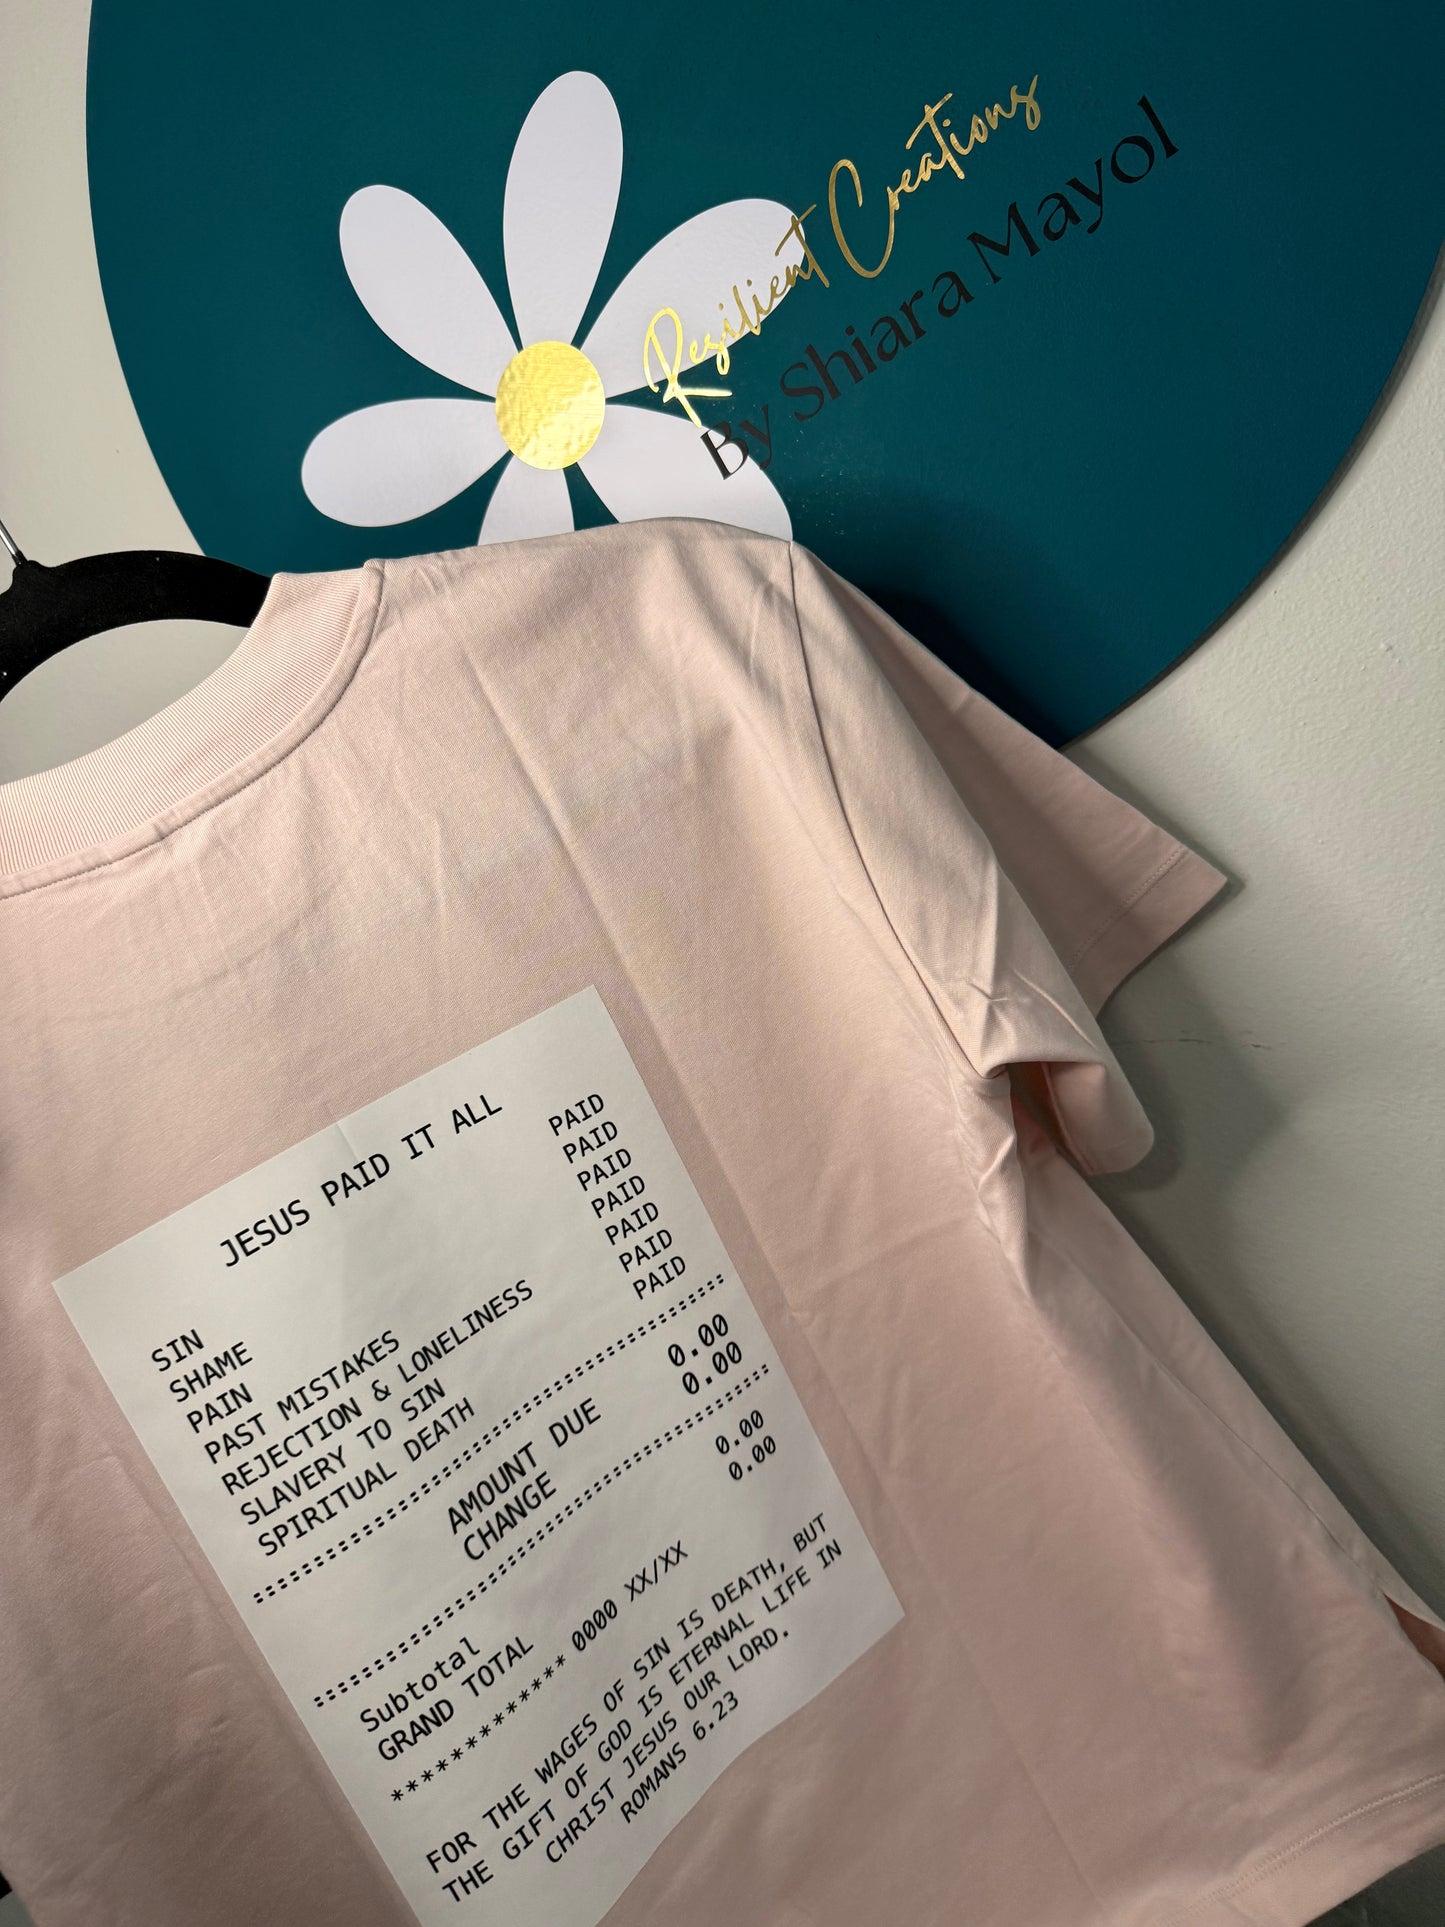 Resilient Creations
By Shiara Mayol
JESUS PAID IT ALL
SIN PAID
SHAME PAID
PAIN PAID
PAST MISTAKES PAID
REJECTION & LONELINESS PAID
SLAVERY TO SIN PAID
SPIRITUAL DEATH PAID
AMOUNT DUE 0.00
CHANGE 0.00
Subtotal 0.00
GRAND TOTAL 0.00
************ 0000 XX/XX
FOR THE WAGES OF SIN IS DEATH, BUT
THE GIFT OF GOD IS ETERNAL LIFE IN
CHRIST JESUS OUR LORD.
ROMANS 6.23